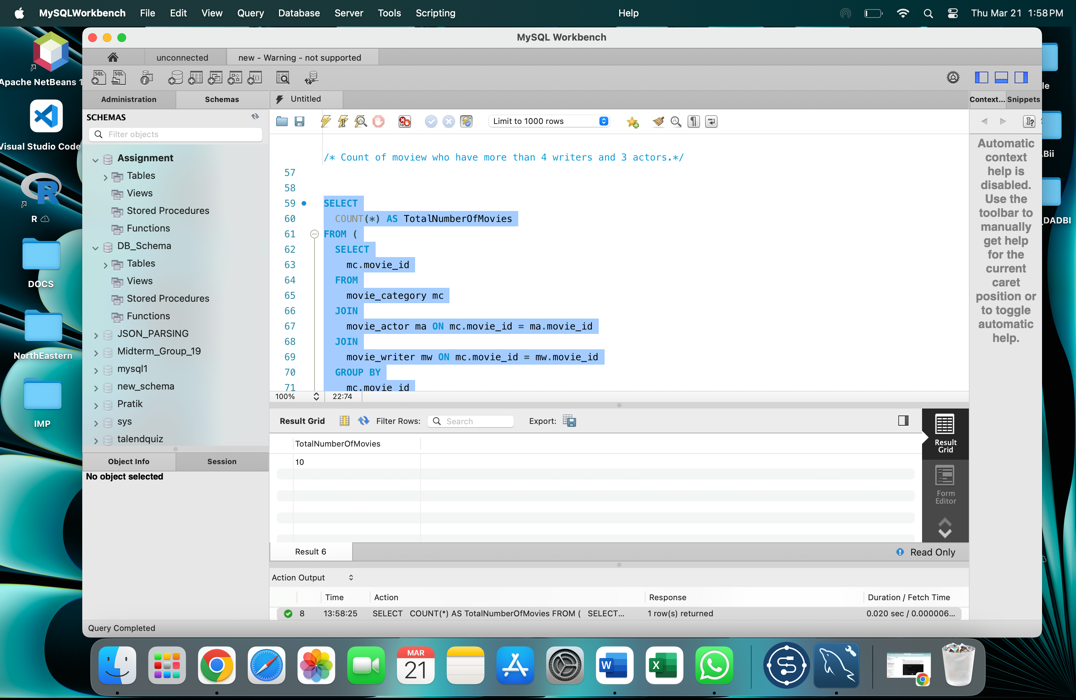 MySQLWorkbench File Edit View Query Database Server Tools Scripting Help Thu Mar 21 1:58 PM
MySQL Workbench
unconnected new - Warning - not supported
Administration Schemas Untitled Context... Snippets
SCHEMAS
Filter objects
Limit to 1000 rows
Assignment
Tables
Views
Stored Procedures
Functions
DB_Schema
Tables
Views
Stored Procedures
Functions
JSON_PARSING
Midterm_Group_19
mysql1
new_schema
Pratik
sys
talendquiz
Object Info Session
No object selected
/* Count of moview who have more than 4 writers and 3 actors.*/
57
58
59 SELECT
60 COUNT(*) AS TotalNumberOfMovies
61 FROM (
62 SELECT
63 mc.movie_id
64 FROM
65 movie_category mc
66 JOIN
67 movie_actor ma ON mc.movie_id = ma.movie_id
68 JOIN
69 movie_writer mw ON mc.movie_id = mw.movie_id
70 GROUP BY
71 mc.movie_id
100% 22:74
Result Grid Filter Rows: Search Export:
TotalNumberOfMovies
10
Result 6 Read Only
Result
Grid
Form
Editor
Action Output
Time Action Response Duration / Fetch Time
8 13:58:25 SELECT COUNT(*) AS TotalNumberOfMovies FROM ( SELECT... 1 row(s) returned 0.020 sec / 0.000006...
Query Completed
Automatic
context
help is
disabled.
Use the
toolbar to
manually
get help
for the
current
caret
position or
to toggle
automatic
help.
Apache NetBeans 1
Visual Studio Code
R
DOCS
NorthEastern
IMP
Bii
_DADBI
MAR
21